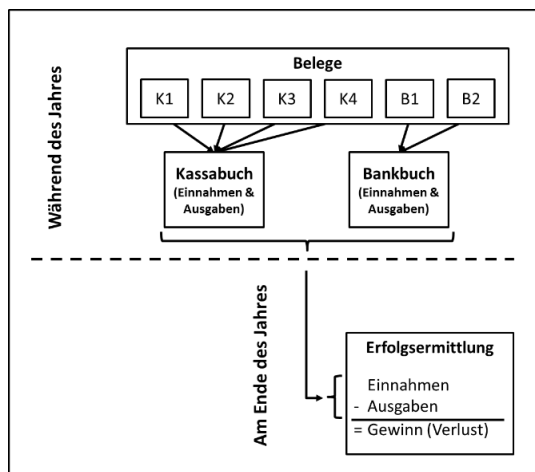 Während des Jahres
Belege
K1 K2 K3 K4 B1 B2
Kassabuch
(Einnahmen &
Ausgaben)
Bankbuch
(Einnahmen &
Ausgaben)
Am Ende des Jahres
Erfolgsermittlung
Einnahmen
- Ausgaben
= Gewinn (Verlust)